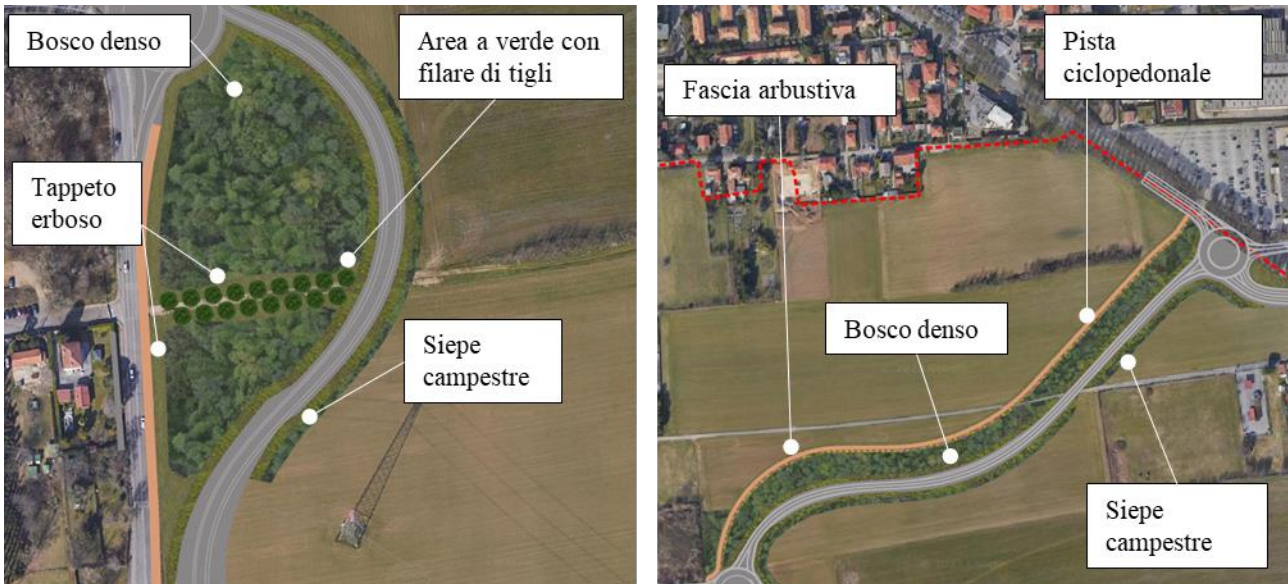 Bosco denso
Area a verde con
filare di tigli
Tappeto
erboso
Siepe
campestre
Pista
ciclopedonale
Fascia arbustiva
Bosco denso
Siepe
campestre